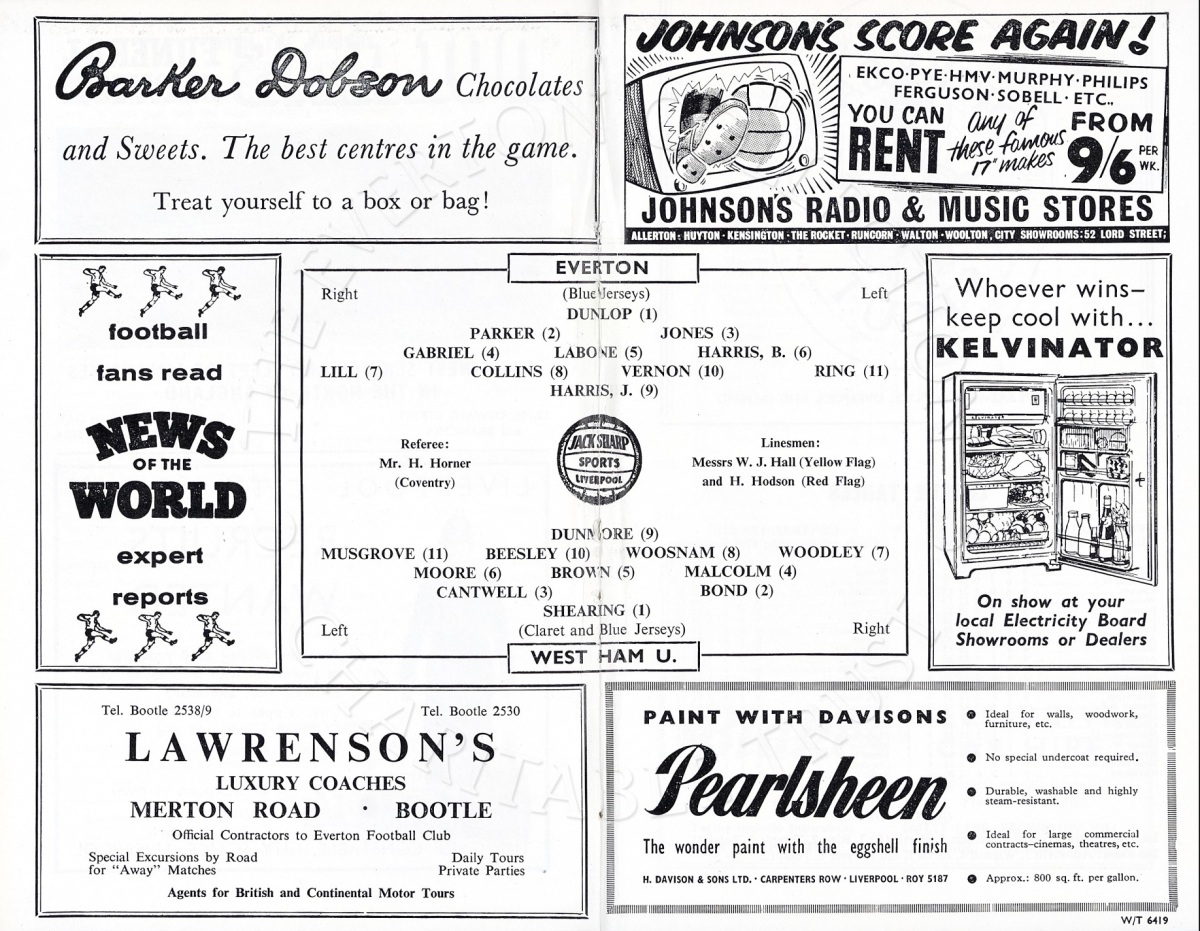 Barker Dobson Chocolates
and Sweets. The best centres in the game.
Treat yourself to a box or bag!
JOHNSON'S SCORE AGAIN!
EKCO·PYE·HMV·MURPHY·PHILIPS
FERGUSON·SOBELL·ETC..
YOU CAN
RENT
any of
these famous
17" makes
FROM
9/6 PER
WK.
JOHNSON'S RADIO & MUSIC STORES
ALLERTON·HUYTON·KENSINGTON·THE ROCKET·RUNCORN·WALTON·WOOLTON, CITY SHOWROOMS: 52 LORD STREET;
football
fans read
NEWS
OF THE
WORLD
expert
reports
EVERTON
Right (Blue Jerseys) Left
DUNLOP (1)
PARKER (2) JONES (3)
GABRIEL (4) LABONE (5) HARRIS, B. (6)
LILL (7) COLLINS (8) VERNON (10) RING (11)
HARRIS, J. (9)
Referee:
Mr. H. Horner
(Coventry)
JACK SHARP
SPORTS
LIVERPOOL
Linesmen:
Messrs W. J. Hall (Yellow Flag)
and H. Hodson (Red Flag)
DUNMORE (9)
MUSGROVE (11) BEESLEY (10) WOOSNAM (8) WOODLEY (7)
MOORE (6) BROWN (5) MALCOLM (4)
CANTWELL (3) BOND (2)
SHEARING (1)
Left (Claret and Blue Jerseys) Right
WEST HAM U.
Whoever wins–
keep cool with...
KELVINATOR
On show at your
local Electricity Board
Showrooms or Dealers
Tel. Bootle 2538/9 Tel. Bootle 2530
LAWRENSON'S
LUXURY COACHES
MERTON ROAD · BOOTLE
Official Contractors to Everton Football Club
Special Excursions by Road
for "Away" Matches
Daily Tours
Private Parties
Agents for British and Continental Motor Tours
PAINT WITH DAVISONS
Pearlsheen
The wonder paint with the eggshell finish
H. DAVISON & SONS LTD. · CARPENTERS ROW · LIVERPOOL · ROY 5187
Ideal for walls, woodwork,
furniture, etc.
No special undercoat required.
Durable, washable and highly
steam-resistant.
Ideal for large commercial
contracts–cinemas, theatres, etc.
Approx.: 800 sq. ft. per gallon.
W/T 6419
THE EVERTON
CHARITABLE TRUST